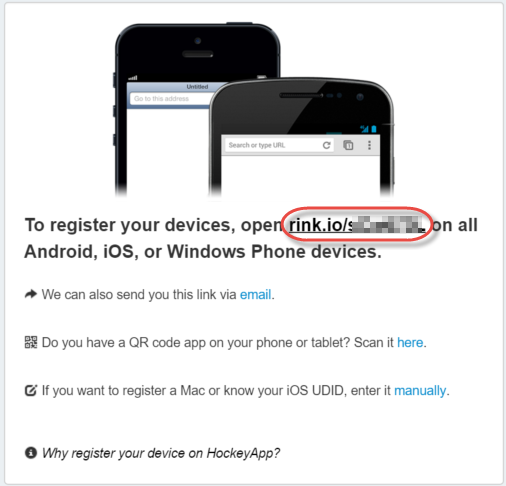 Untitled
Go to this address
Search or type URL
To register your devices, open rink.io/ on all
Android, iOS, or Windows Phone devices.
We can also send you this link via email.
Do you have a QR code app on your phone or tablet? Scan it here.
If you want to register a Mac or know your iOS UDID, enter it manually.
Why register your device on HockeyApp?